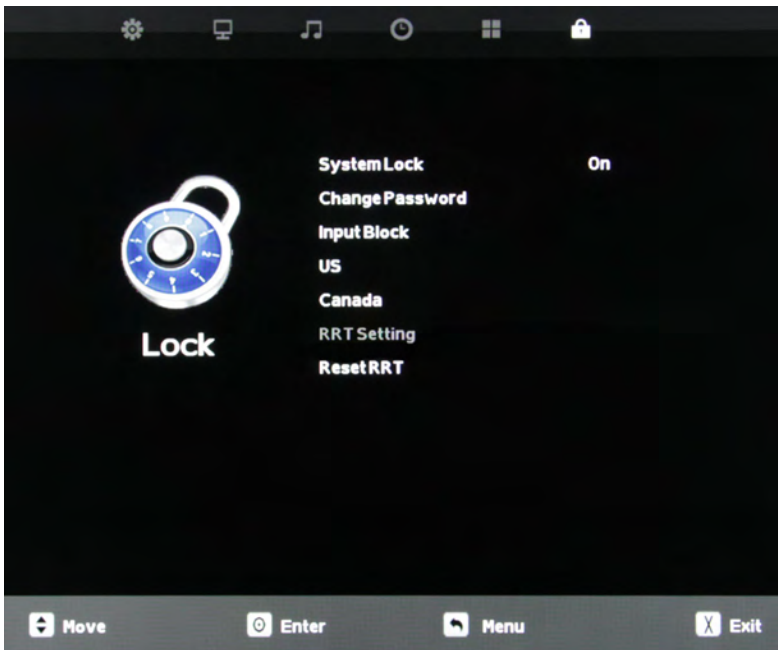 System Lock On
Change Password
Input Block
US
Canada
RRT Setting
Reset RRT
Lock
Move Enter Menu Exit